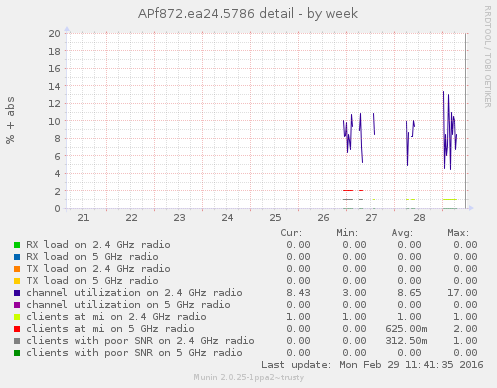 APf872.ea24.5786 detail - by week
RRDTOOL / TOBI OETIKER
% + abs
20
18
16
14
12
10
8
6
4
2
0
21 22 23 24 25 26 27 28
Cur: Min: Avg: Max:
RX load on 2.4 GHz radio 0.00 0.00 0.00 0.00
RX load on 5 GHz radio 0.00 0.00 0.00 0.00
TX load on 2.4 GHz radio 0.00 0.00 0.00 0.00
TX load on 5 GHz radio 0.00 0.00 0.00 0.00
channel utilization on 2.4 GHz radio 8.43 3.00 8.65 17.00
channel utilization on 5 GHz radio 0.00 0.00 0.00 0.00
clients at mi on 2.4 GHz radio 1.00 1.00 1.00 1.00
clients at mi on 5 GHz radio 0.00 0.00 625.00m 2.00
clients with poor SNR on 2.4 GHz radio 0.00 0.00 312.50m 1.00
clients with poor SNR on 5 GHz radio 0.00 0.00 0.00 0.00
Last update: Mon Feb 29 11:41:35 2016
Munin 2.0.25-1ppa2~trusty